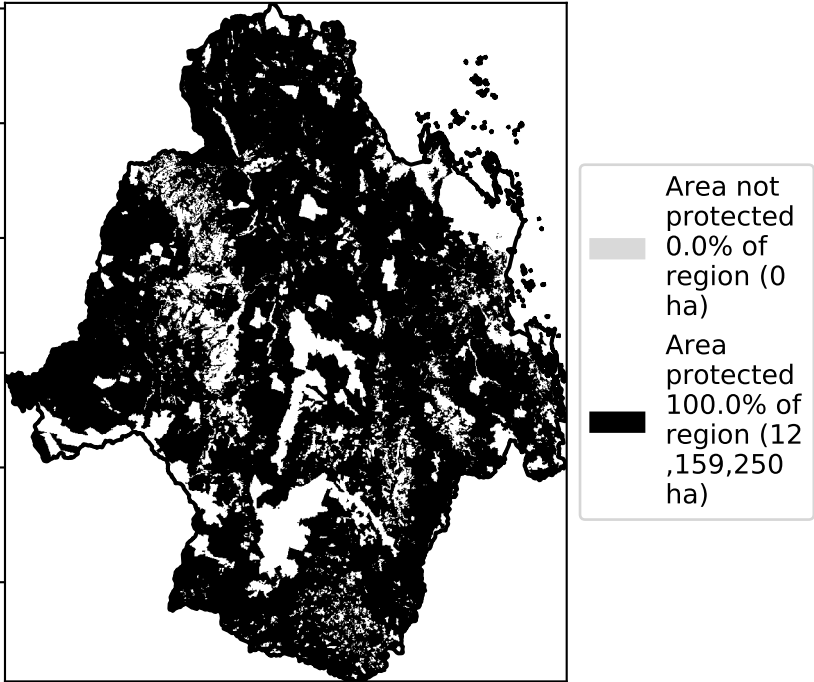 Area not
protected
0.0% of
region (0
ha)
Area
protected
100.0% of
region (12
,159,250
ha)